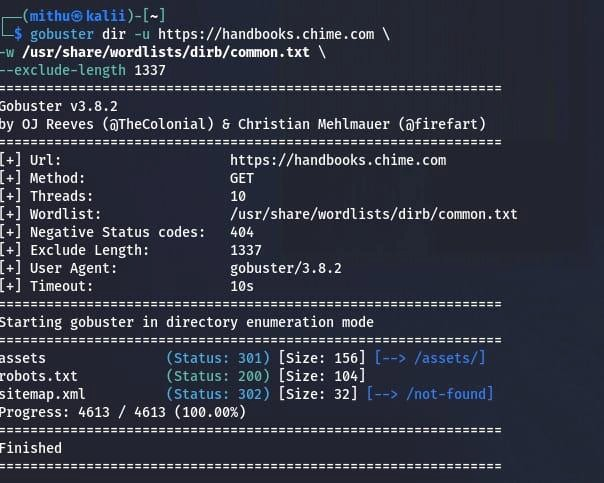 (mithu㉿kalii)-[~]
$ gobuster dir -u https://handbooks.chime.com \
-w /usr/share/wordlists/dirb/common.txt \
--exclude-length 1337
===============================================================
Gobuster v3.8.2
by OJ Reeves (@TheColonial) & Christian Mehlmauer (@firefart)
===============================================================
[+] Url: https://handbooks.chime.com
[+] Method: GET
[+] Threads: 10
[+] Wordlist: /usr/share/wordlists/dirb/common.txt
[+] Negative Status codes: 404
[+] Exclude Length: 1337
[+] User Agent: gobuster/3.8.2
[+] Timeout: 10s
===============================================================
Starting gobuster in directory enumeration mode
===============================================================
assets (Status: 301) [Size: 156] [--> /assets/]
robots.txt (Status: 200) [Size: 104]
sitemap.xml (Status: 302) [Size: 32] [--> /not-found]
Progress: 4613 / 4613 (100.00%)
===============================================================
Finished
===============================================================